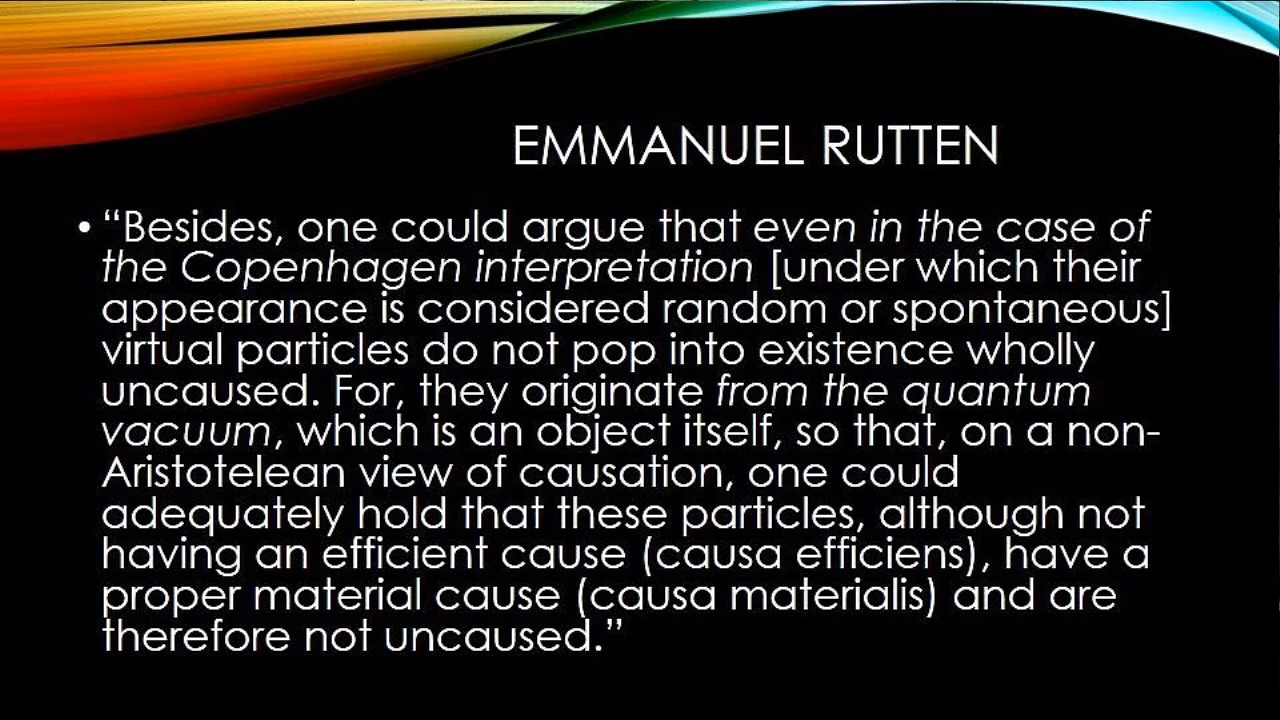 EMMANUEL RUTTEN
• “Besides, one could argue that even in the case of
the Copenhagen interpretation [under which their
appearance is considered random or spontaneous]
virtual particles do not pop into existence wholly
uncaused. For, they originate from the quantum
vacuum, which is an object itself, so that, on a non-
Aristotelean view of causation, one could
adequately hold that these particles, although not
having an efficient cause (causa efficiens), have a
proper material cause (causa materialis) and are
therefore not uncaused.”